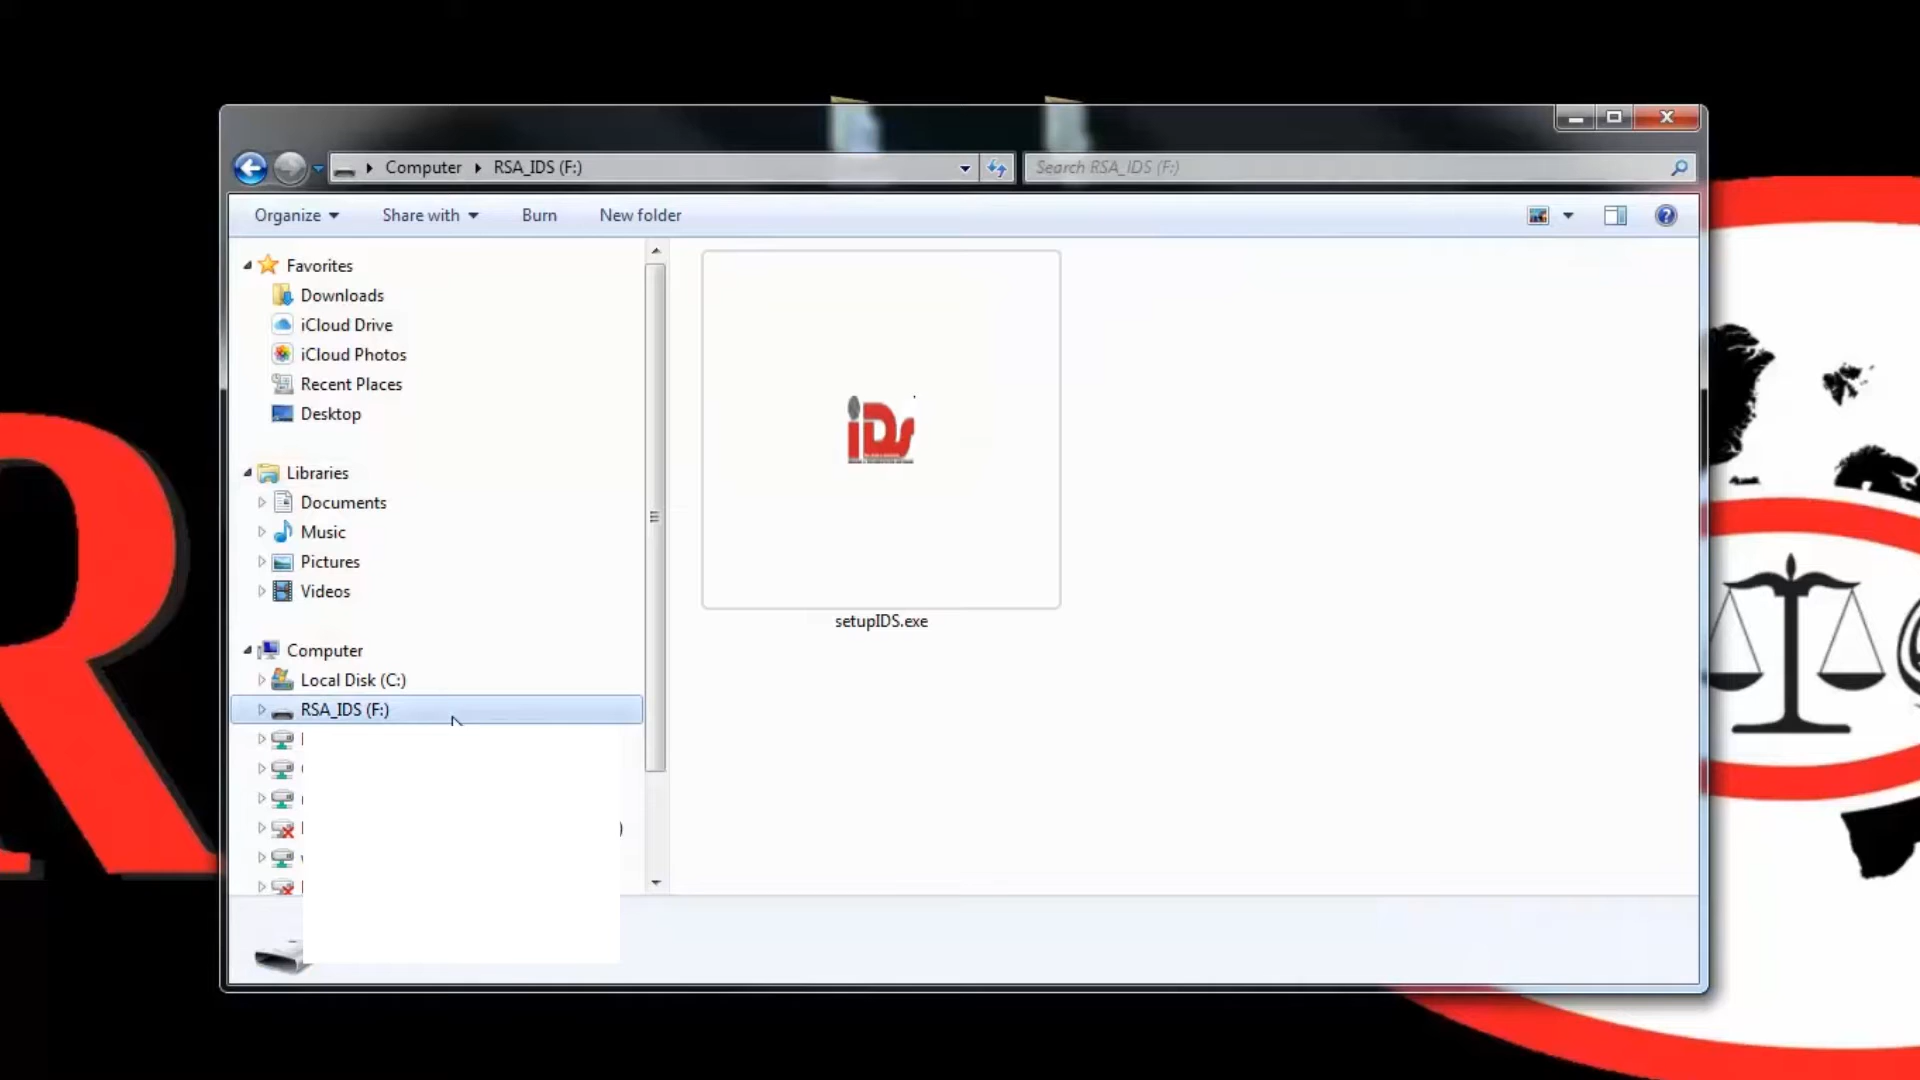 Computer
RSA_IDS (F:)
Search RSA_IDS (F:)
Organize
Share with
Burn
New folder
Favorites
Downloads
iCloud Drive
iCloud Photos
Recent Places
Desktop
Libraries
Documents
Music
Pictures
Videos
Computer
Local Disk (C:)
RSA_IDS (F:)
iDs
setupIDS.exe
R